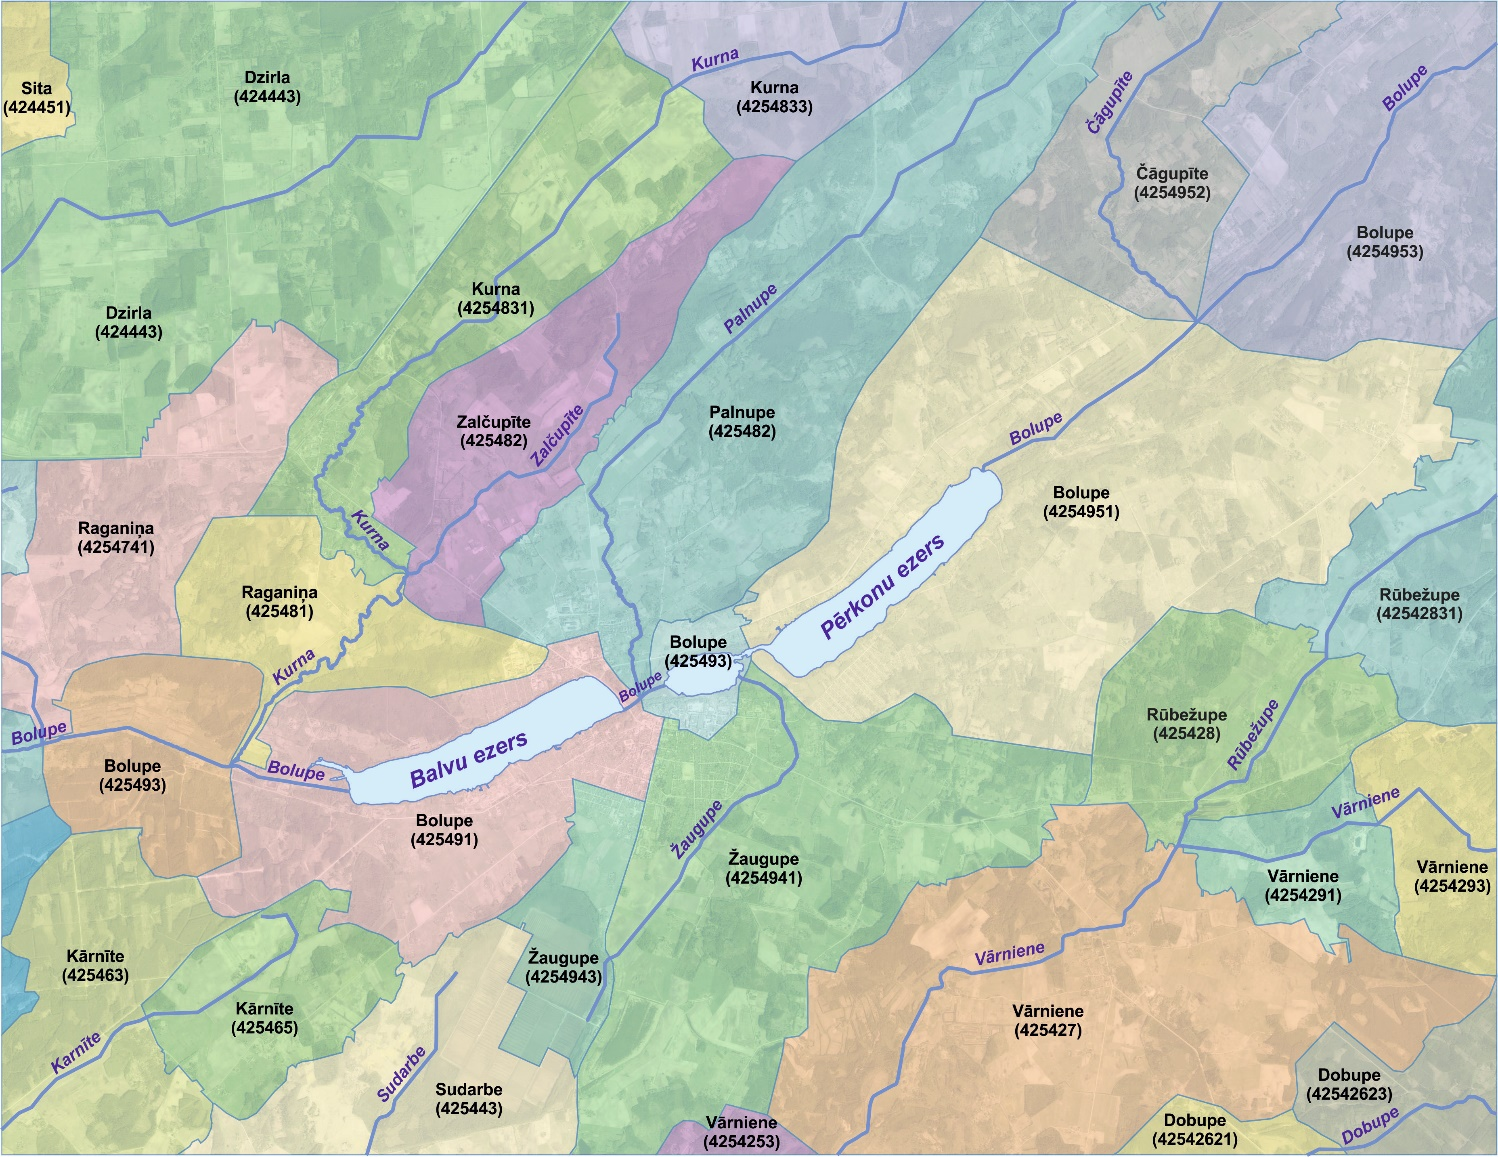 Sita
(424451)
Dzirla
(424443)
Kurna
Kurna
(4254833)
Čāgupīte
Čāgupīte
(4254952)
Bolupe
Bolupe
(4254953)
Dzirla
(424443)
Kurna
(4254831)
Palnupe
Zalčupīte
(425482)
Zalčupīte
Palnupe
(425482)
Bolupe
Bolupe
(4254951)
Raganiņa
(4254741)
Kurna
Raganiņa
(425481)
Pērkonu ezers
Rūbežupe
(42542831)
Kurna
Bolupe
(425493)
Bolupe
Bolupe
Bolupe
(425493)
Bolupe
Balvu ezers
Rūbežupe
(425428)
Rūbežupe
Bolupe
(425491)
Žaugupe
Žaugupe
(4254941)
Vārniene
Vārniene
(4254291)
Vārniene
(4254293)
Kārnīte
(425463)
Kārnīte
(425465)
Karnīte
Žaugupe
(4254943)
Vārniene
Vārniene
(425427)
Sudarbe
Sudarbe
(425443)
Vārniene
(4254253)
Dobupe
(42542623)
Dobupe
(42542621)
Dobupe